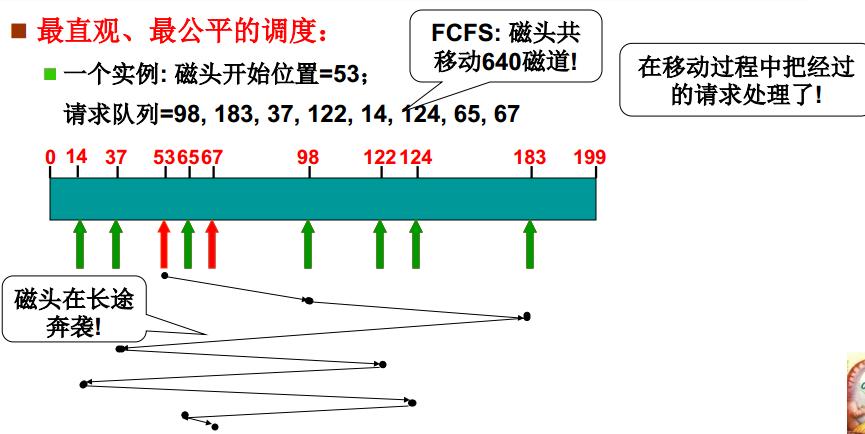 最直观、最公平的调度：
FCFS: 磁头共
移动640磁道!
在移动过程中把经过
的请求处理了!
一个实例: 磁头开始位置=53；
请求队列=98, 183, 37, 122, 14, 124, 65, 67
0 14 37 53 65 67 98 122 124 183 199
磁头在长途
奔袭!